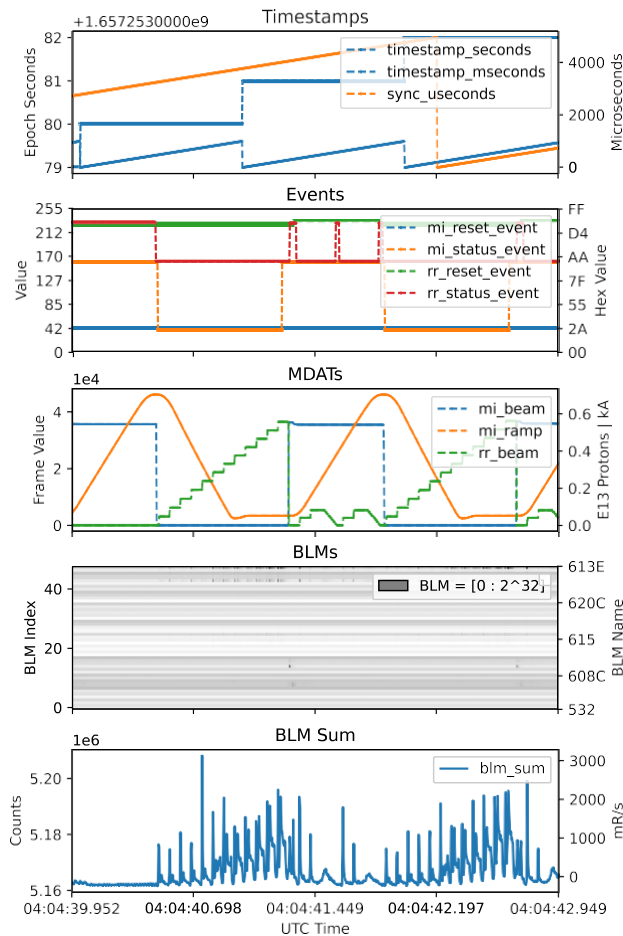 Timestamps
+1.6572530000e9
82
81
80
79
Epoch Seconds
timestamp_seconds
timestamp_mseconds
sync_useconds
4000
2000
0
Microseconds
Events
255
212
170
127
85
42
0
Value
mi_reset_event
mi_status_event
rr_reset_event
rr_status_event
FF
D4
AA
7F
55
2A
00
Hex Value
MDATs
1e4
4
2
0
Frame Value
mi_beam
mi_ramp
rr_beam
0.6
0.4
0.2
0.0
E13 Protons | kA
BLMs
40
20
0
BLM Index
BLM = [0 : 2^32]
613E
620C
615
608C
532
BLM Name
BLM Sum
1e6
5.20
5.18
5.16
Counts
blm_sum
3000
2000
1000
0
mR/s
04:04:39.952 04:04:40.698 04:04:41.449 04:04:42.197 04:04:42.949
UTC Time